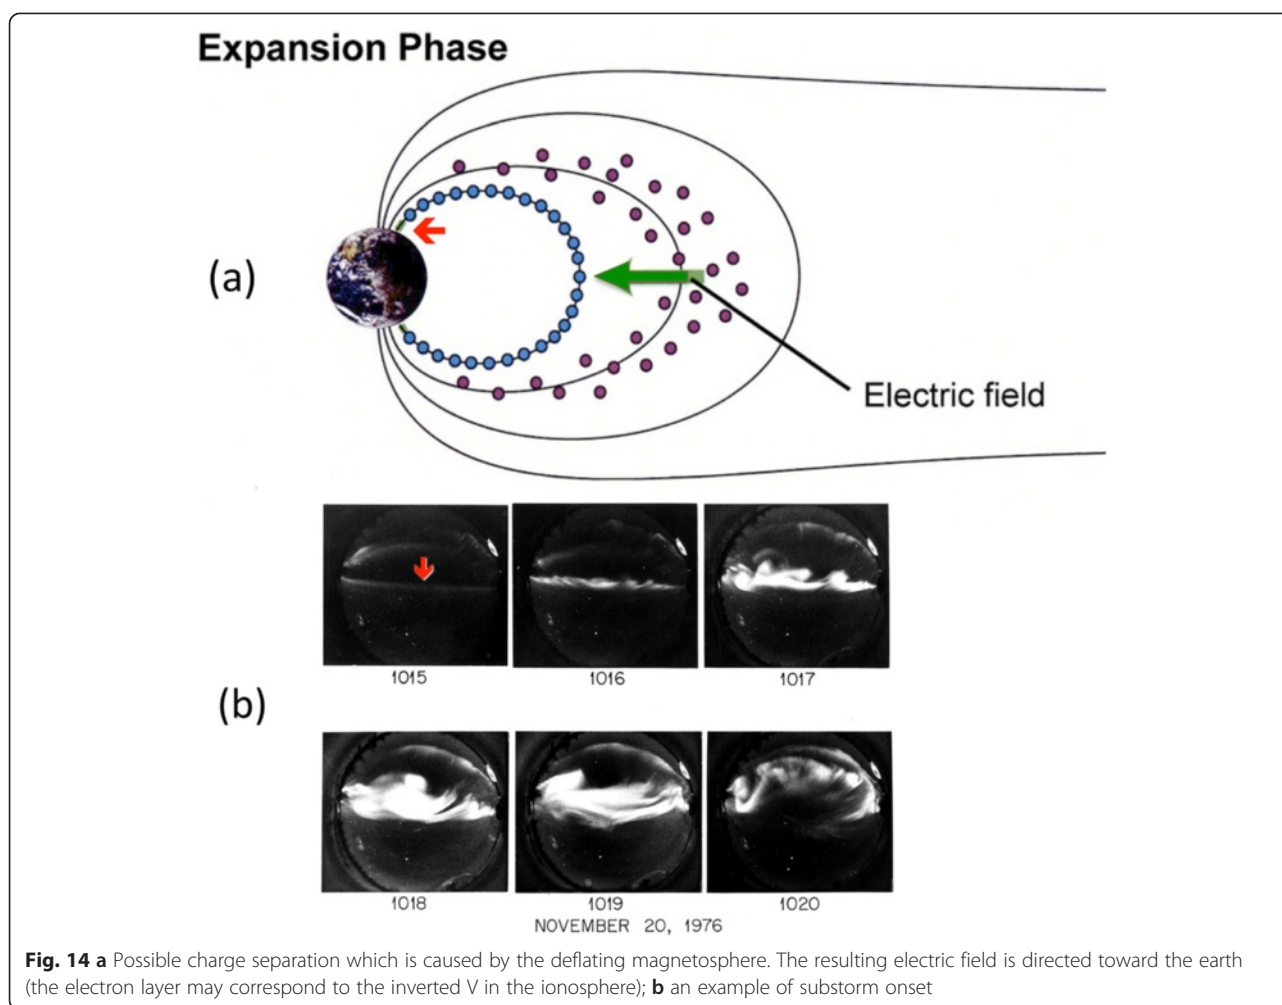 Expansion Phase
(a)
Electric field
1015
1016
1017
(b)
1018
1019
1020
NOVEMBER 20, 1976
Fig. 14 a Possible charge separation which is caused by the deflating magnetosphere. The resulting electric field is directed toward the earth
(the electron layer may correspond to the inverted V in the ionosphere); b an example of substorm onset